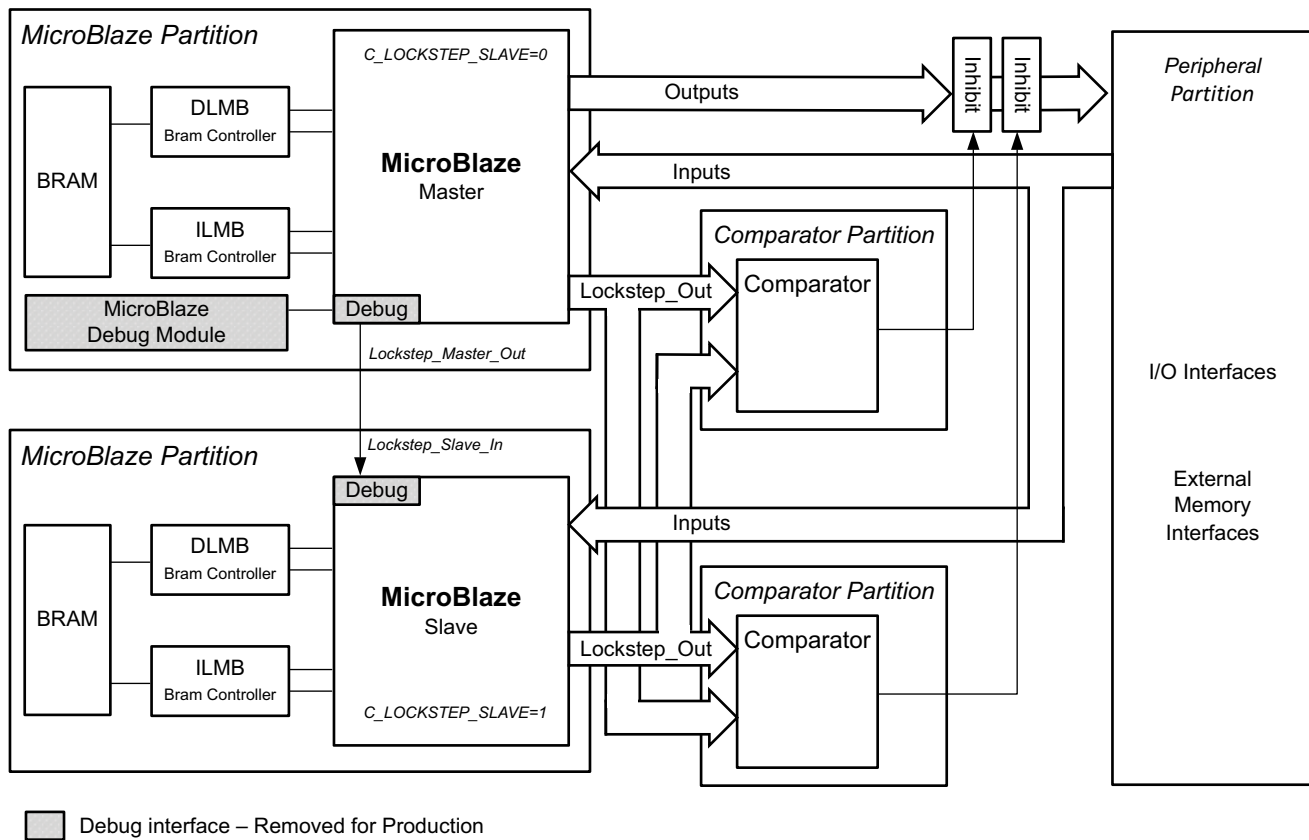 MicroBlaze Partition
C_LOCKSTEP_SLAVE=0
DLMB
Bram Controller
BRAM
ILMB
Bram Controller
MicroBlaze
Master
MicroBlaze
Debug Module
Debug
Lockstep_Master_Out
Outputs
Inhibit
Inhibit
Inputs
Lockstep_Out
Comparator Partition
Comparator
Peripheral
Partition
I/O Interfaces
External
Memory
Interfaces
MicroBlaze Partition
Lockstep_Slave_In
Debug
DLMB
Bram Controller
BRAM
ILMB
Bram Controller
MicroBlaze
Slave
C_LOCKSTEP_SLAVE=1
Inputs
Lockstep_Out
Comparator Partition
Comparator
Debug interface – Removed for Production